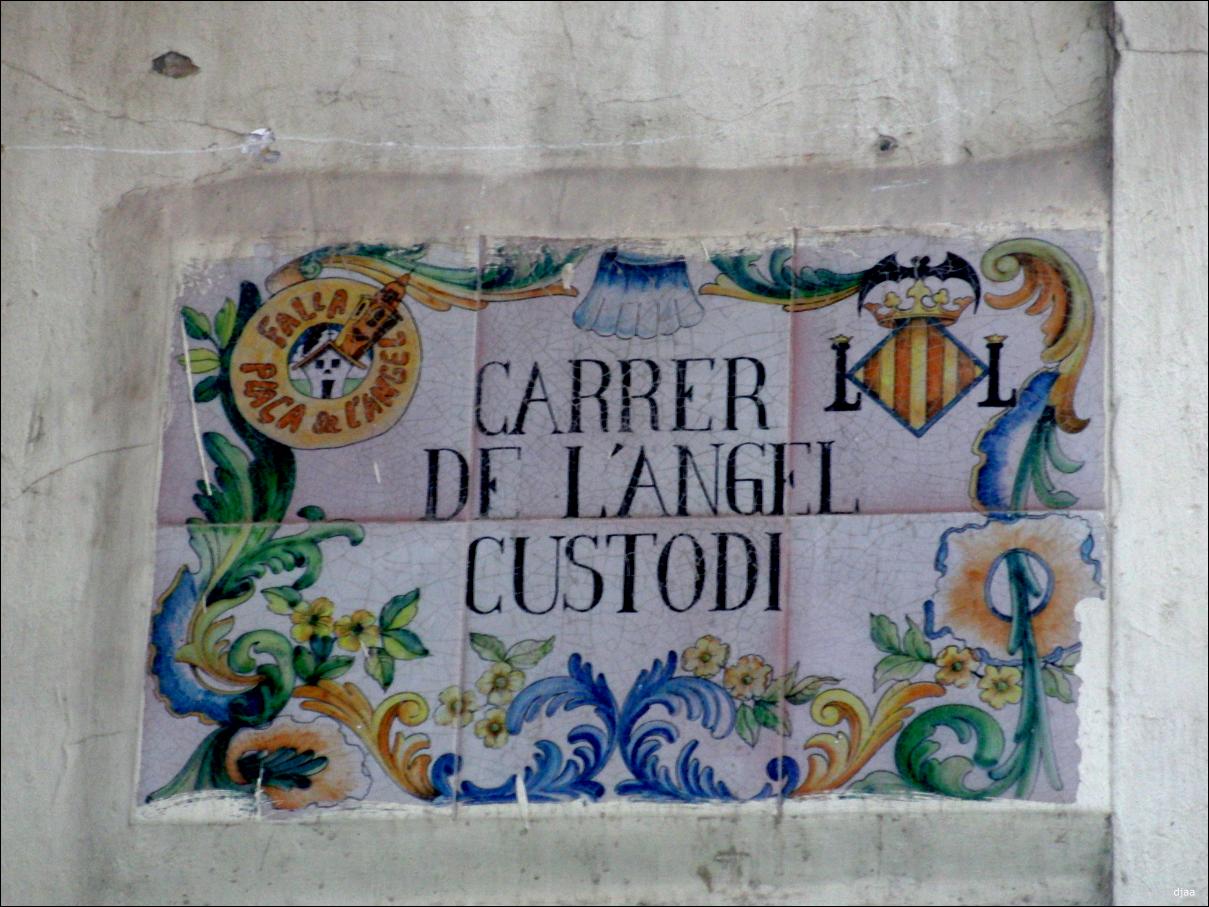 FALLA
PLAÇA de L'ANGEL
L L
CARRER
DE L'ANGEL
CUSTODI
djaa